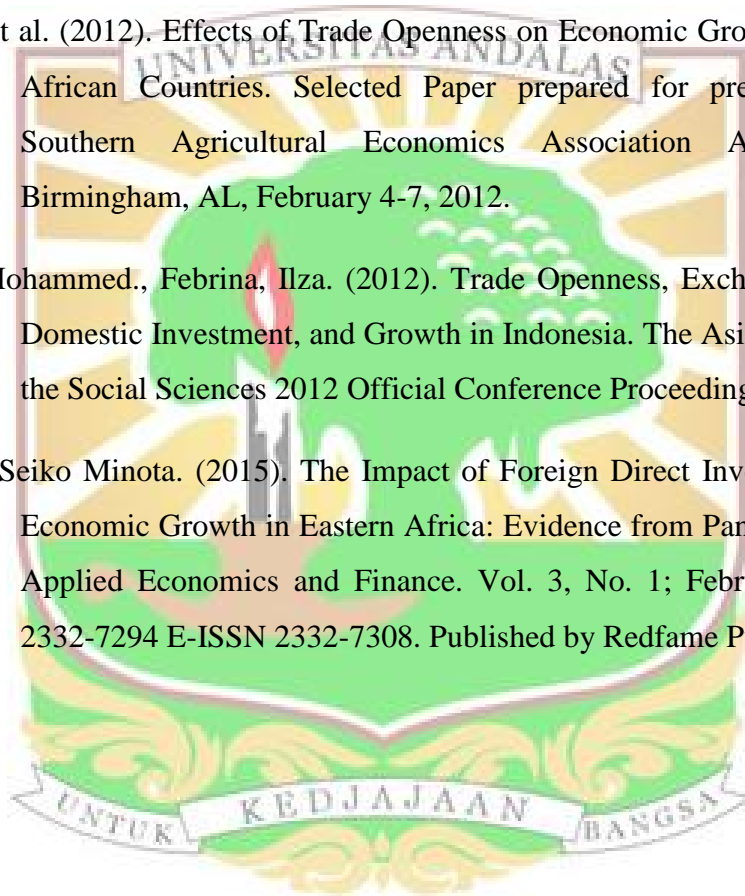 t al. (2012). Effects of Trade Openness on Economic Gro
UNIVERSITAS ANDALAS
African Countries. Selected Paper prepared for pre
Southern Agricultural Economics Association A
Birmingham, AL, February 4-7, 2012.
Mohammed., Febrina, Ilza. (2012). Trade Openness, Exch
Domestic Investment, and Growth in Indonesia. The Asi
the Social Sciences 2012 Official Conference Proceeding
Seiko Minota. (2015). The Impact of Foreign Direct Inv
Economic Growth in Eastern Africa: Evidence from Pan
Applied Economics and Finance. Vol. 3, No. 1; Febr
2332-7294 E-ISSN 2332-7308. Published by Redfame P
UNTUK KEDJAJAAN BANGSA